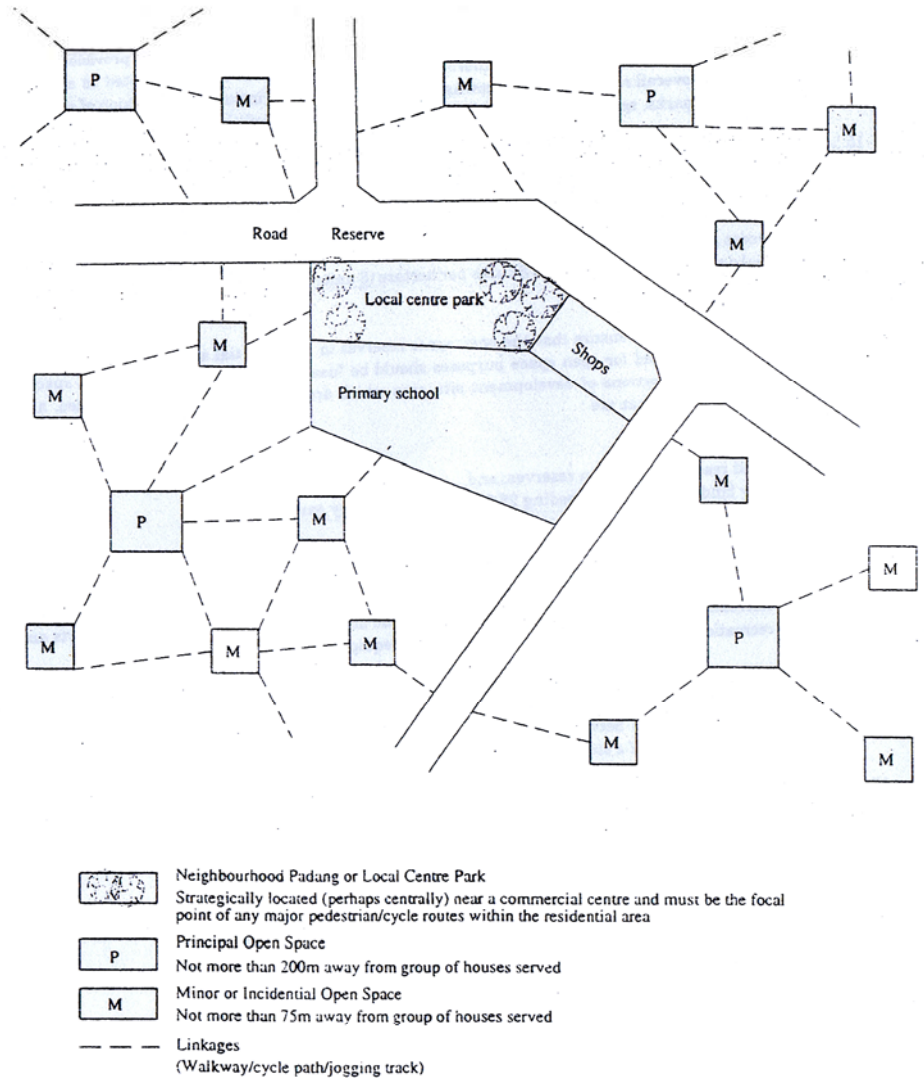 P
M
M
P
M
M
Road Reserve
Local centre park
M
Shops
M
Primary school
M
P
M
M
P
M
M
M
M
M
Neighbourhood Padang or Local Centre Park
Strategically located (perhaps centrally) near a commercial centre and must be the focal
point of any major pedestrian/cycle routes within the residential area
P
Principal Open Space
Not more than 200m away from group of houses served
M
Minor or Incidential Open Space
Not more than 75m away from group of houses served
Linkages
(Walkway/cycle path/jogging track)